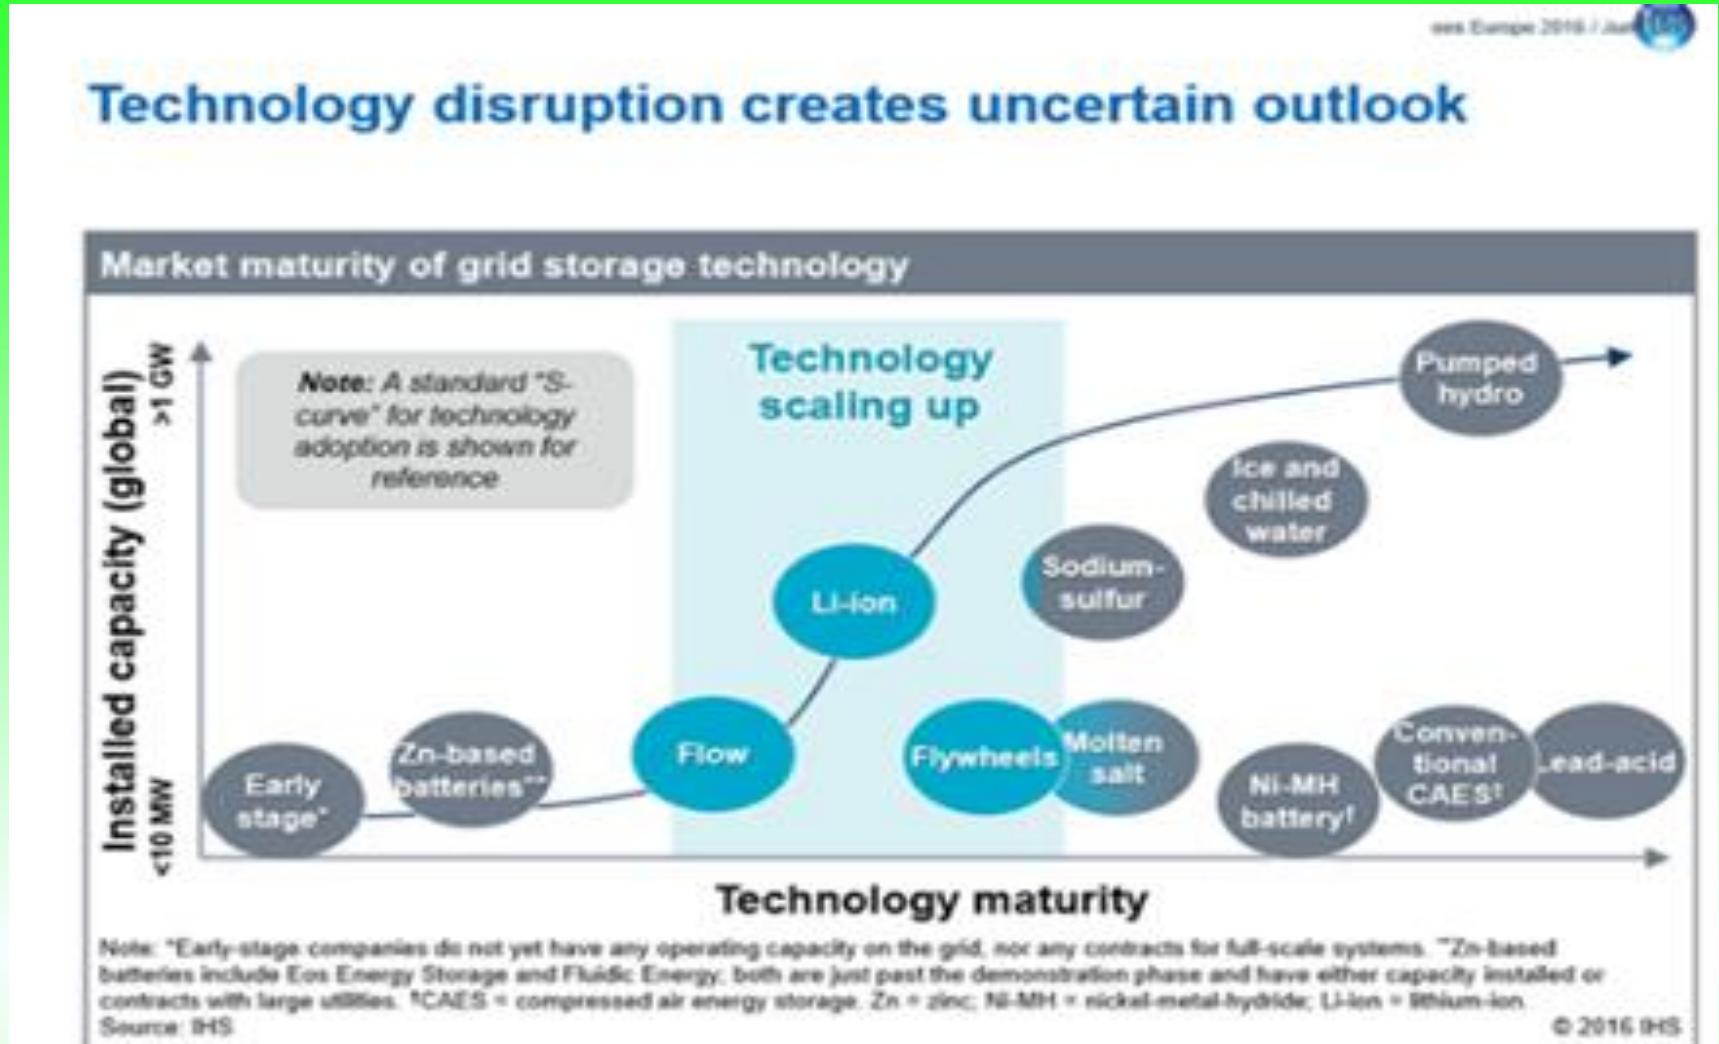 ees Europe 2016 /
Technology disruption creates uncertain outlook
Market maturity of grid storage technology
Installed capacity (global)
>1 GW
<10 MW
Note: A standard "S-
curve" for technology
adoption is shown for
reference
Technology
scaling up
Pumped
hydro
Ice and
chilled
water
Sodium-
sulfur
Li-ion
Early
stage*
Zn-based
batteries**
Flow
Flywheels
Molten
salt
Ni-MH
battery†
Conven-
tional
CAES‡
Lead-acid
Technology maturity
Note: *Early-stage companies do not yet have any operating capacity on the grid, nor any contracts for full-scale systems. **Zn-based
batteries include Eos Energy Storage and Fluidic Energy; both are just past the demonstration phase and have either capacity installed or
contracts with large utilities. ‡CAES = compressed air energy storage. Zn = zinc; Ni-MH = nickel-metal-hydride; Li-ion = lithium-ion.
Source: IHS
© 2016 IHS